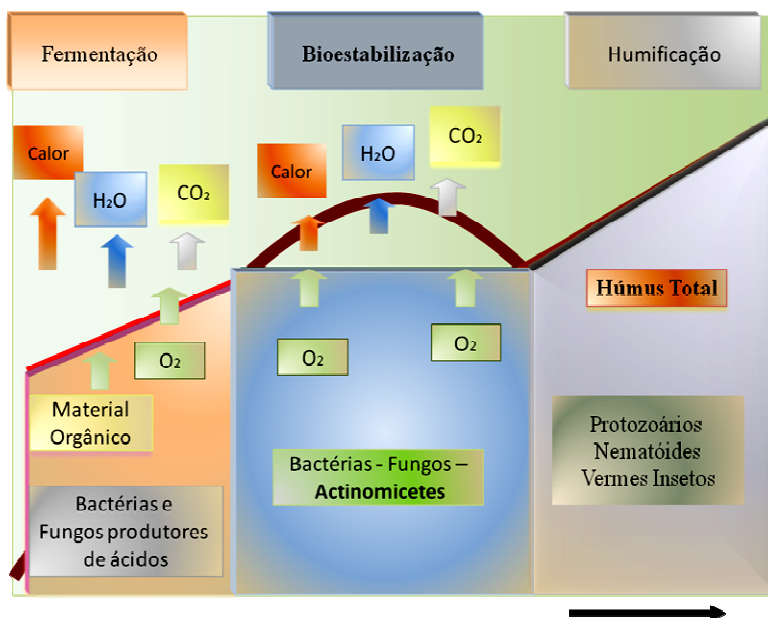 Fermentação
Bioestabilização
Humificação
Calor
H₂O
CO₂
Calor
H₂O
CO₂
Húmus Total
O₂
O₂
O₂
Material
Orgânico
Bactérias e
Fungos produtores
de ácidos
Bactérias - Fungos –
Actinomicetes
Protozoários
Nematóides
Vermes Insetos